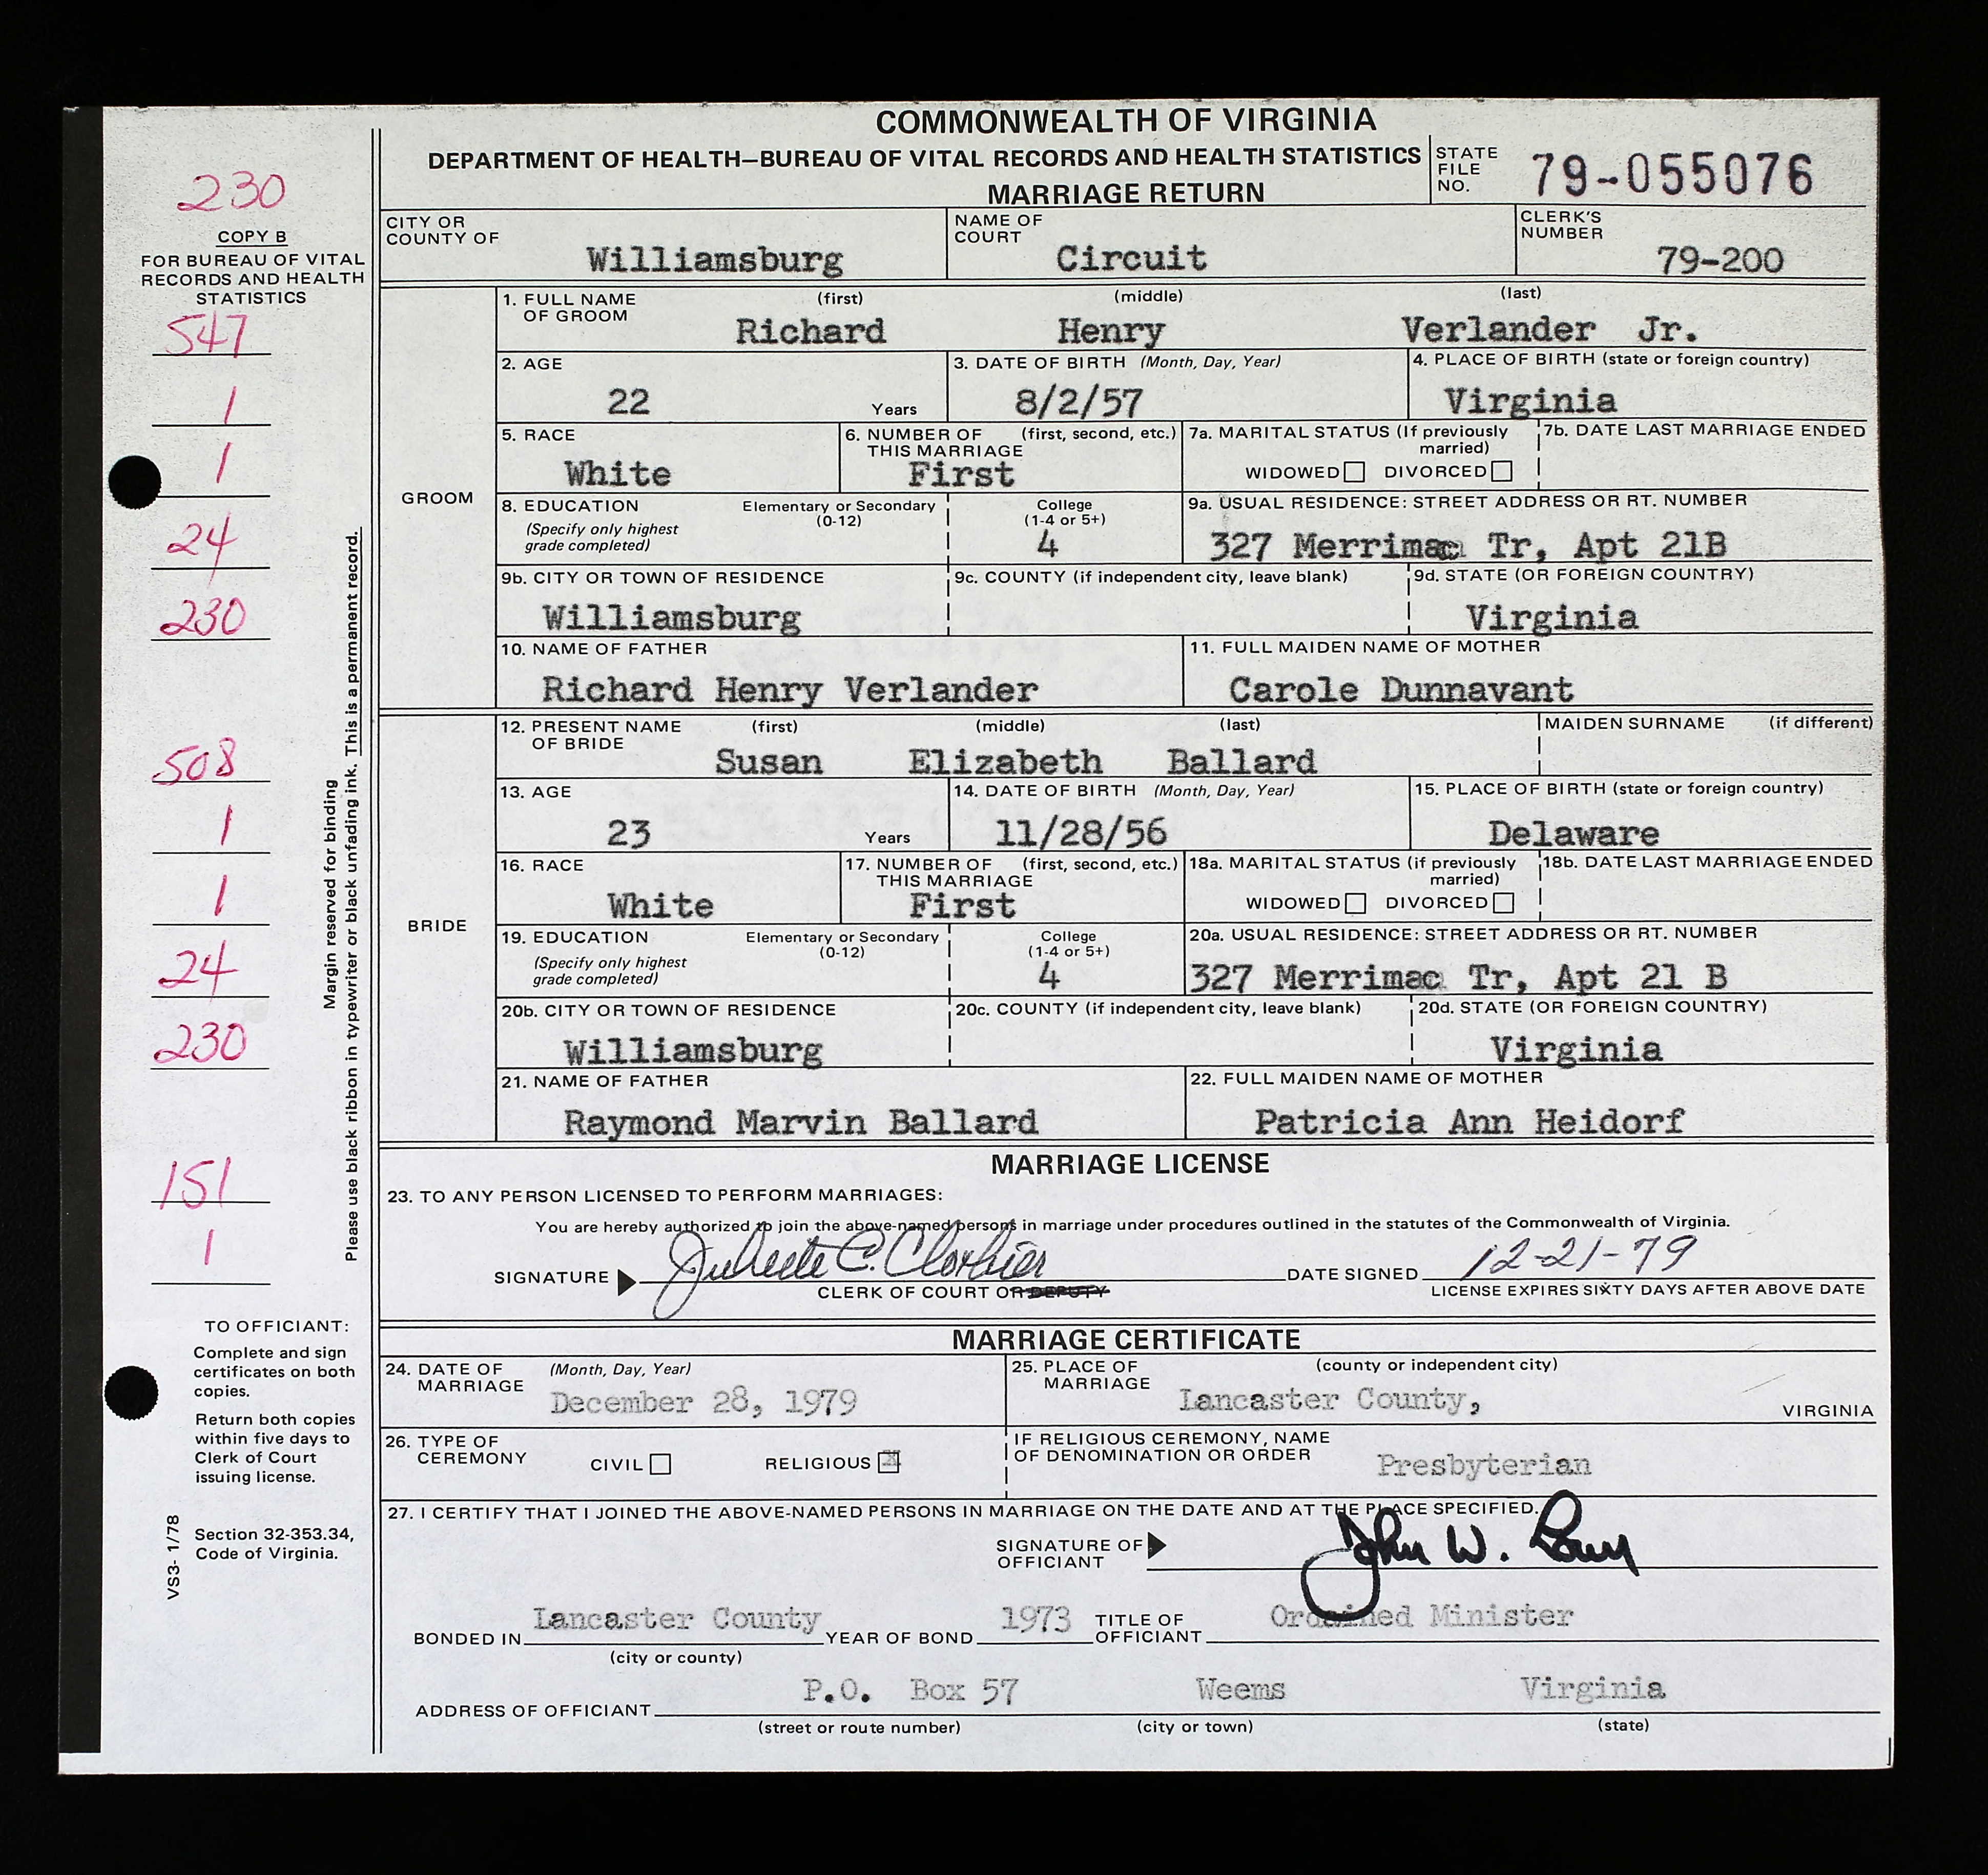 COMMONWEALTH OF VIRGINIA
DEPARTMENT OF HEALTH—BUREAU OF VITAL RECORDS AND HEALTH STATISTICS
MARRIAGE RETURN
STATE FILE NO. 79-055076
230
COPY B
FOR BUREAU OF VITAL
RECORDS AND HEALTH
STATISTICS
547
1
1
24
230
508
1
1
24
230
151
1
Margin reserved for binding
Please use black ribbon in typewriter or black unfading ink. This is a permanent record.
TO OFFICIANT:
Complete and sign
certificates on both
copies.
Return both copies
within five days to
Clerk of Court
issuing license.
Section 32-353.34,
Code of Virginia.
VS3- 1/78
CITY OR COUNTY OF Williamsburg
NAME OF COURT Circuit
CLERK'S NUMBER 79-200
GROOM
1. FULL NAME OF GROOM (first) (middle) (last)
Richard Henry Verlander Jr.
2. AGE 22 Years
3. DATE OF BIRTH (Month, Day, Year) 8/2/57
4. PLACE OF BIRTH (state or foreign country) Virginia
5. RACE White
6. NUMBER OF THIS MARRIAGE (first, second, etc.) First
7a. MARITAL STATUS (If previously married) WIDOWED DIVORCED
7b. DATE LAST MARRIAGE ENDED
8. EDUCATION (Specify only highest grade completed) Elementary or Secondary (0-12) College (1-4 or 5+) 4
9a. USUAL RESIDENCE: STREET ADDRESS OR RT. NUMBER
327 Merrimac Tr, Apt 21B
9b. CITY OR TOWN OF RESIDENCE Williamsburg
9c. COUNTY (if independent city, leave blank)
9d. STATE (OR FOREIGN COUNTRY) Virginia
10. NAME OF FATHER Richard Henry Verlander
11. FULL MAIDEN NAME OF MOTHER Carole Dunnavant
BRIDE
12. PRESENT NAME OF BRIDE (first) (middle) (last) MAIDEN SURNAME (if different)
Susan Elizabeth Ballard
13. AGE 23 Years
14. DATE OF BIRTH (Month, Day, Year) 11/28/56
15. PLACE OF BIRTH (state or foreign country) Delaware
16. RACE White
17. NUMBER OF THIS MARRIAGE (first, second, etc.) First
18a. MARITAL STATUS (if previously married) WIDOWED DIVORCED
18b. DATE LAST MARRIAGE ENDED
19. EDUCATION (Specify only highest grade completed) Elementary or Secondary (0-12) College (1-4 or 5+) 4
20a. USUAL RESIDENCE: STREET ADDRESS OR RT. NUMBER
327 Merrimac Tr, Apt 21 B
20b. CITY OR TOWN OF RESIDENCE Williamsburg
20c. COUNTY (if independent city, leave blank)
20d. STATE (OR FOREIGN COUNTRY) Virginia
21. NAME OF FATHER Raymond Marvin Ballard
22. FULL MAIDEN NAME OF MOTHER Patricia Ann Heidorf
MARRIAGE LICENSE
23. TO ANY PERSON LICENSED TO PERFORM MARRIAGES:
You are hereby authorized to join the above-named persons in marriage under procedures outlined in the statutes of the Commonwealth of Virginia.
SIGNATURE C. DATE SIGNED 12-21-79
CLERK OF COURT OR DEPUTY
LICENSE EXPIRES SIXTY DAYS AFTER ABOVE DATE
MARRIAGE CERTIFICATE
24. DATE OF MARRIAGE (Month, Day, Year) December 28, 1979
25. PLACE OF MARRIAGE (county or independent city) Lancaster County, VIRGINIA
26. TYPE OF CEREMONY CIVIL RELIGIOUS X
IF RELIGIOUS CEREMONY, NAME OF DENOMINATION OR ORDER Presbyterian
27. I CERTIFY THAT I JOINED THE ABOVE-NAMED PERSONS IN MARRIAGE ON THE DATE AND AT THE PLACE SPECIFIED.
SIGNATURE OF OFFICIANT John W.
BONDED IN Lancaster County YEAR OF BOND 1973 TITLE OF OFFICIANT Ordained Minister
(city or county)
ADDRESS OF OFFICIANT P.O. Box 57 Weems Virginia
(street or route number) (city or town) (state)